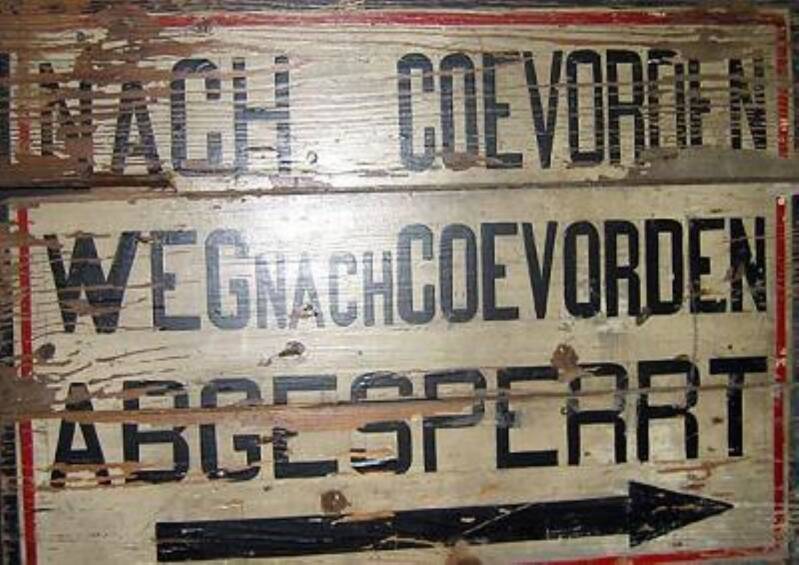 NACH COEVORDEN
WEG NACH COEVORDEN
ABGESPERRT